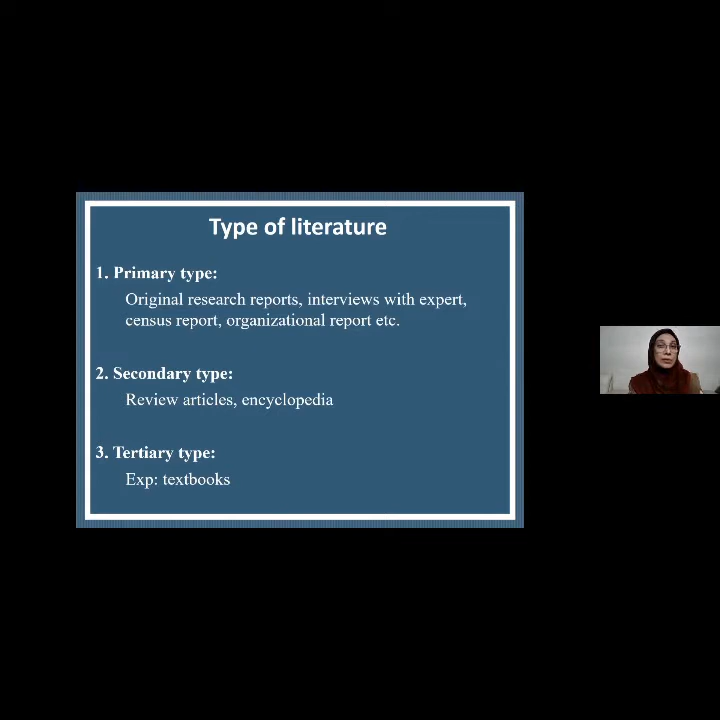 Type of literature
1. Primary type:
Original research reports, interviews with expert,
census report, organizational report etc.
2. Secondary type:
Review articles, encyclopedia
3. Tertiary type:
Exp: textbooks